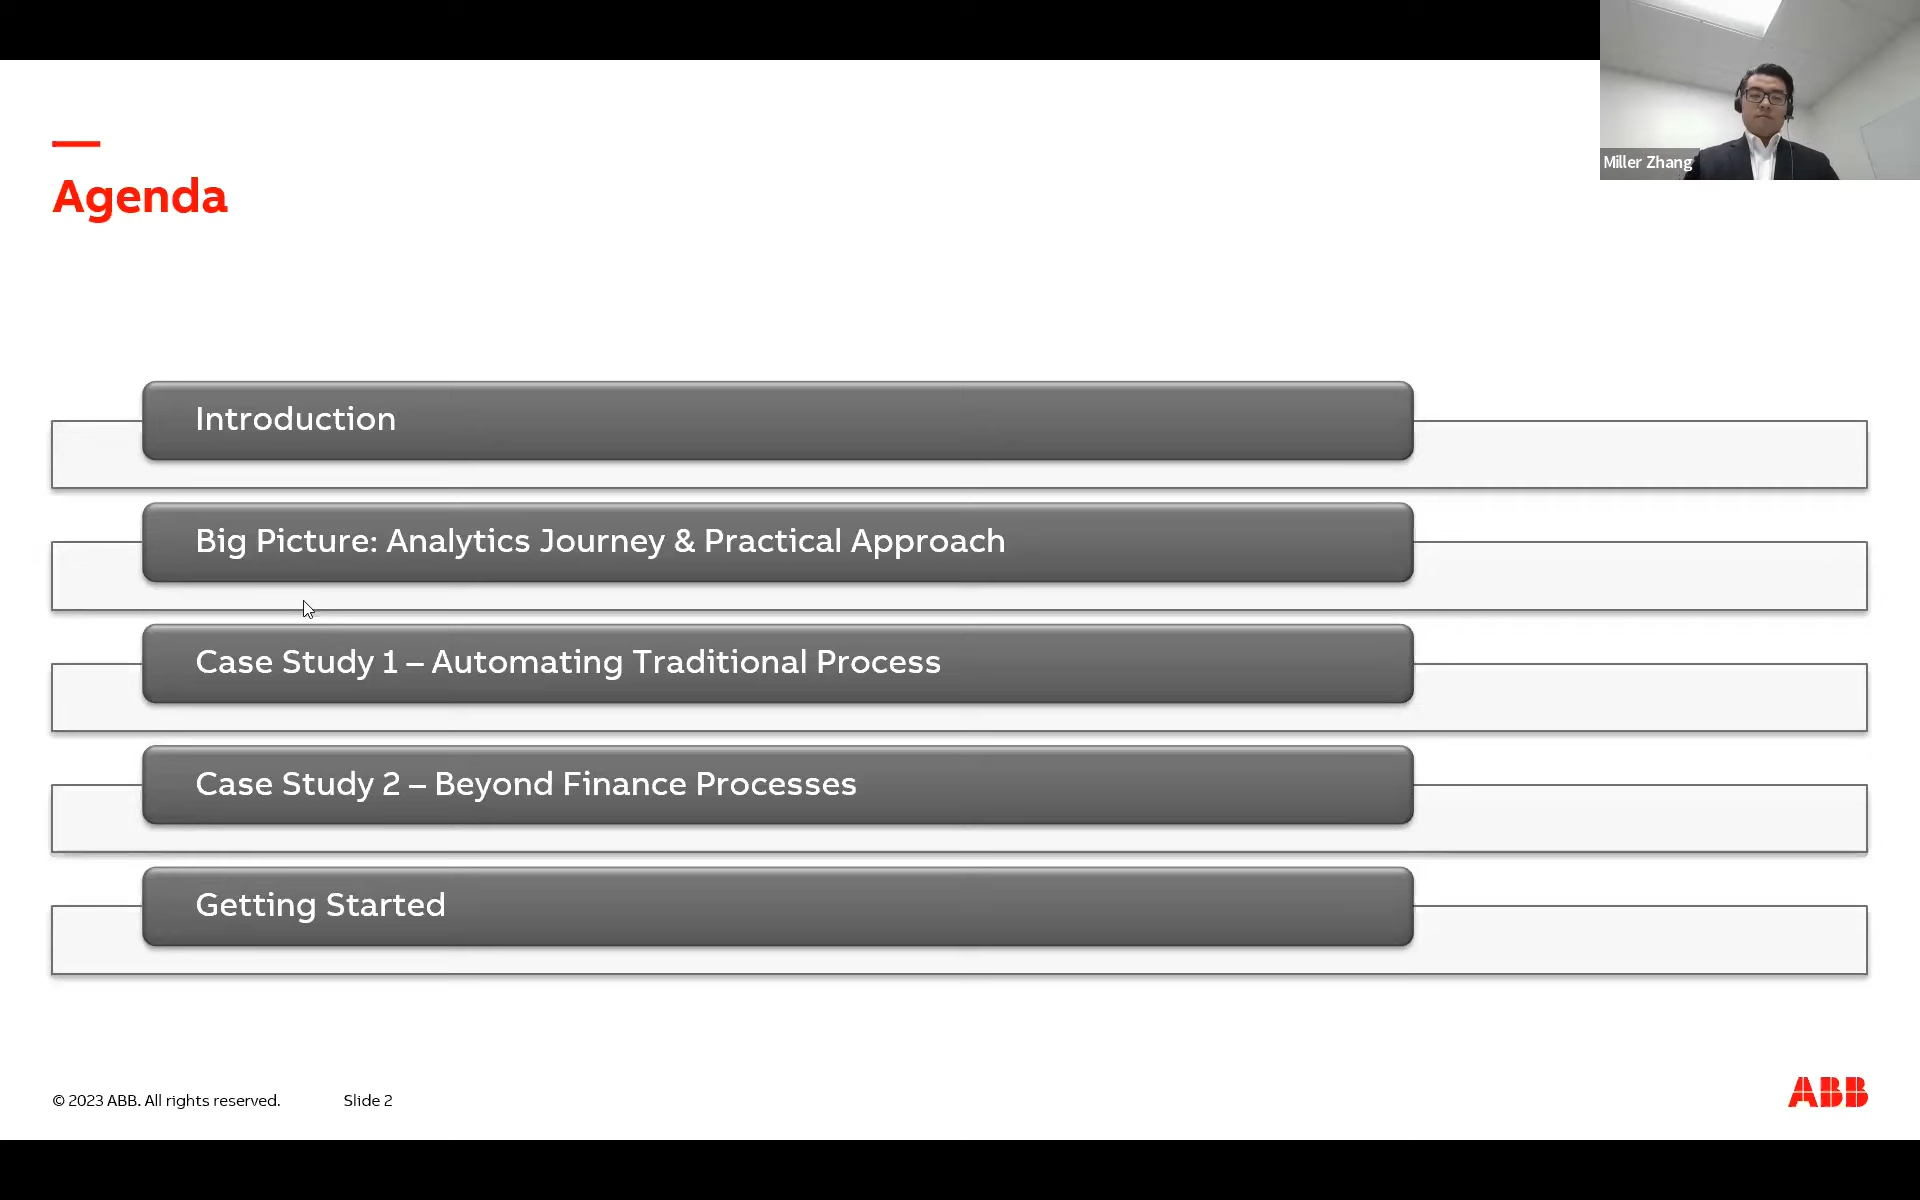 Miller Zhang
Agenda
Introduction
Big Picture: Analytics Journey & Practical Approach
Case Study 1 – Automating Traditional Process
Case Study 2 – Beyond Finance Processes
Getting Started
© 2023 ABB. All rights reserved. Slide 2
ABB